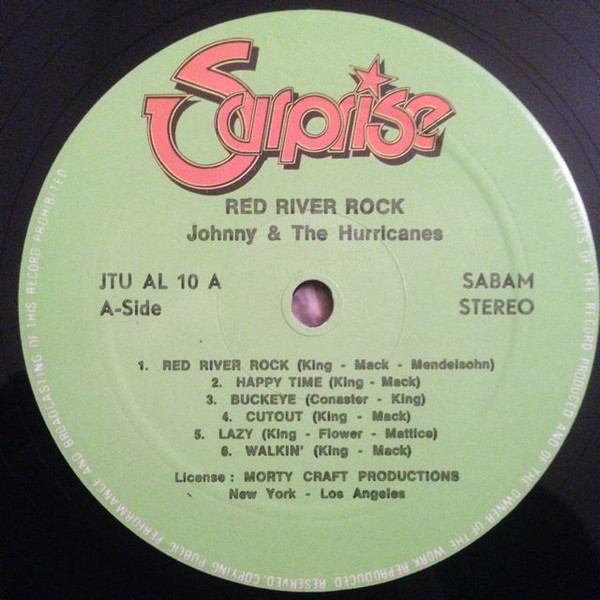 Surprise
RED RIVER ROCK
Johnny & The Hurricanes
JTU AL 10 A
SABAM
A-Side
STEREO
1. RED RIVER ROCK (King - Mack - Mendelsohn)
2. HAPPY TIME (King - Mack)
3. BUCKEYE (Conaster - King)
4. CUTOUT (King - Mack)
5. LAZY (King - Flower - Mattice)
6. WALKIN' (King - Mack)
License : MORTY CRAFT PRODUCTIONS
New York - Los Angeles
ALL RIGHTS OF THE RECORD PRODUCED AND OF THE OWNER OF THE WORK REPRODUCED RESERVED. COPYING PUBLIC PERFORMANCE AND BROADCASTING OF THIS RECORD PROHIBITED